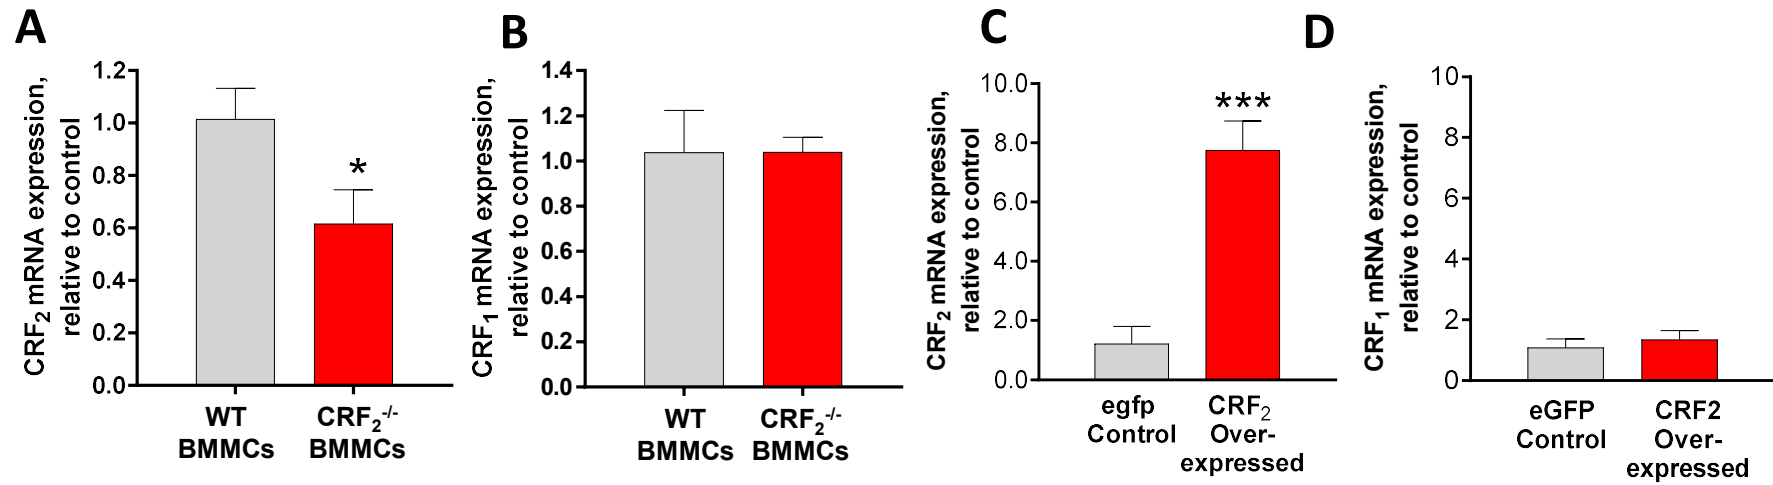 A
CRF2 mRNA expression,
relative to control
1.2
1.0
0.8
0.6
0.4
0.2
0.0
*
WT
BMMCs
CRF2-/-
BMMCs
B
CRF1 mRNA expression,
relative to control
1.4
1.2
1.0
0.8
0.6
0.4
0.2
0.0
WT
BMMCs
CRF2-/-
BMMCs
C
CRF2 mRNA expression,
relative to control
10.0
8.0
6.0
4.0
2.0
0.0
***
egfp
Control
CRF2
Over-
expressed
D
CRF1 mRNA expression,
relative to control
10
8
6
4
2
0
eGFP
Control
CRF2
Over-
expressed